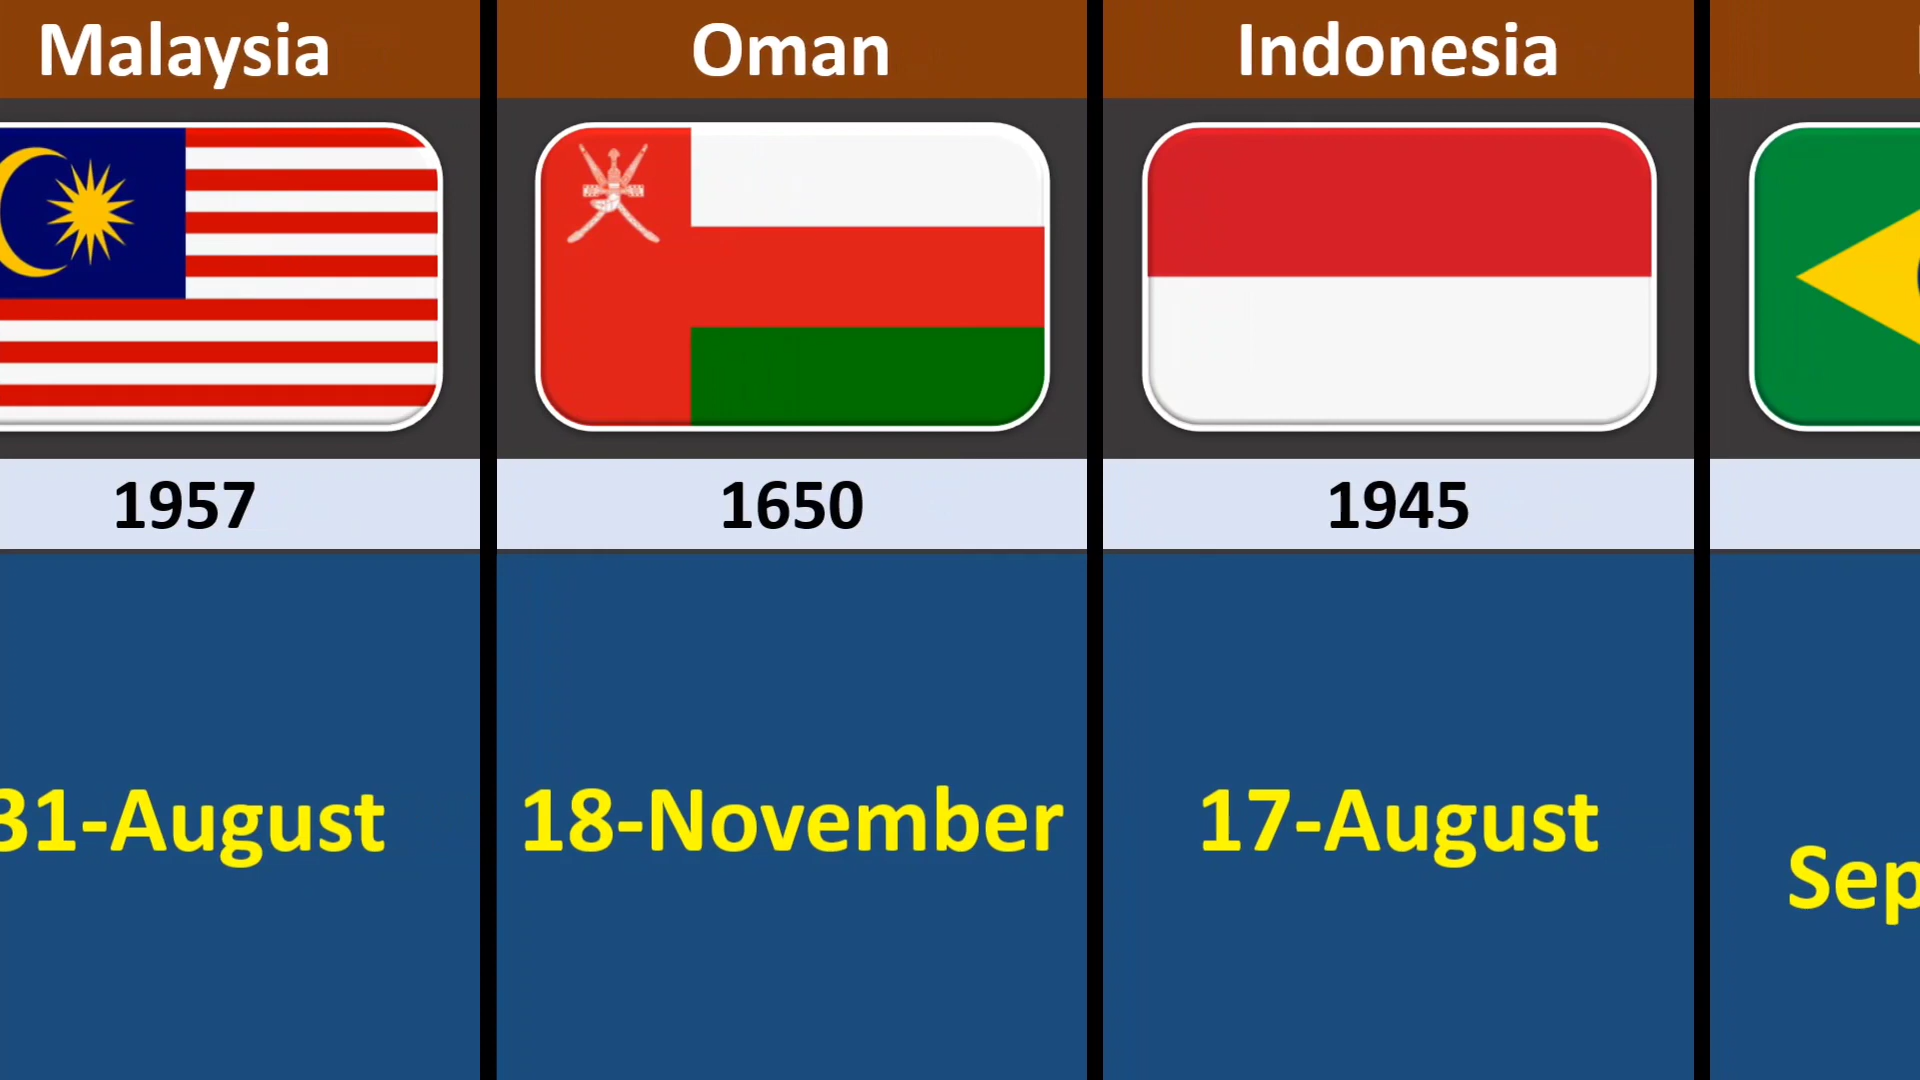 Malaysia
Oman
Indonesia
1957
1650
1945
31-August
18-November
17-August
Sep